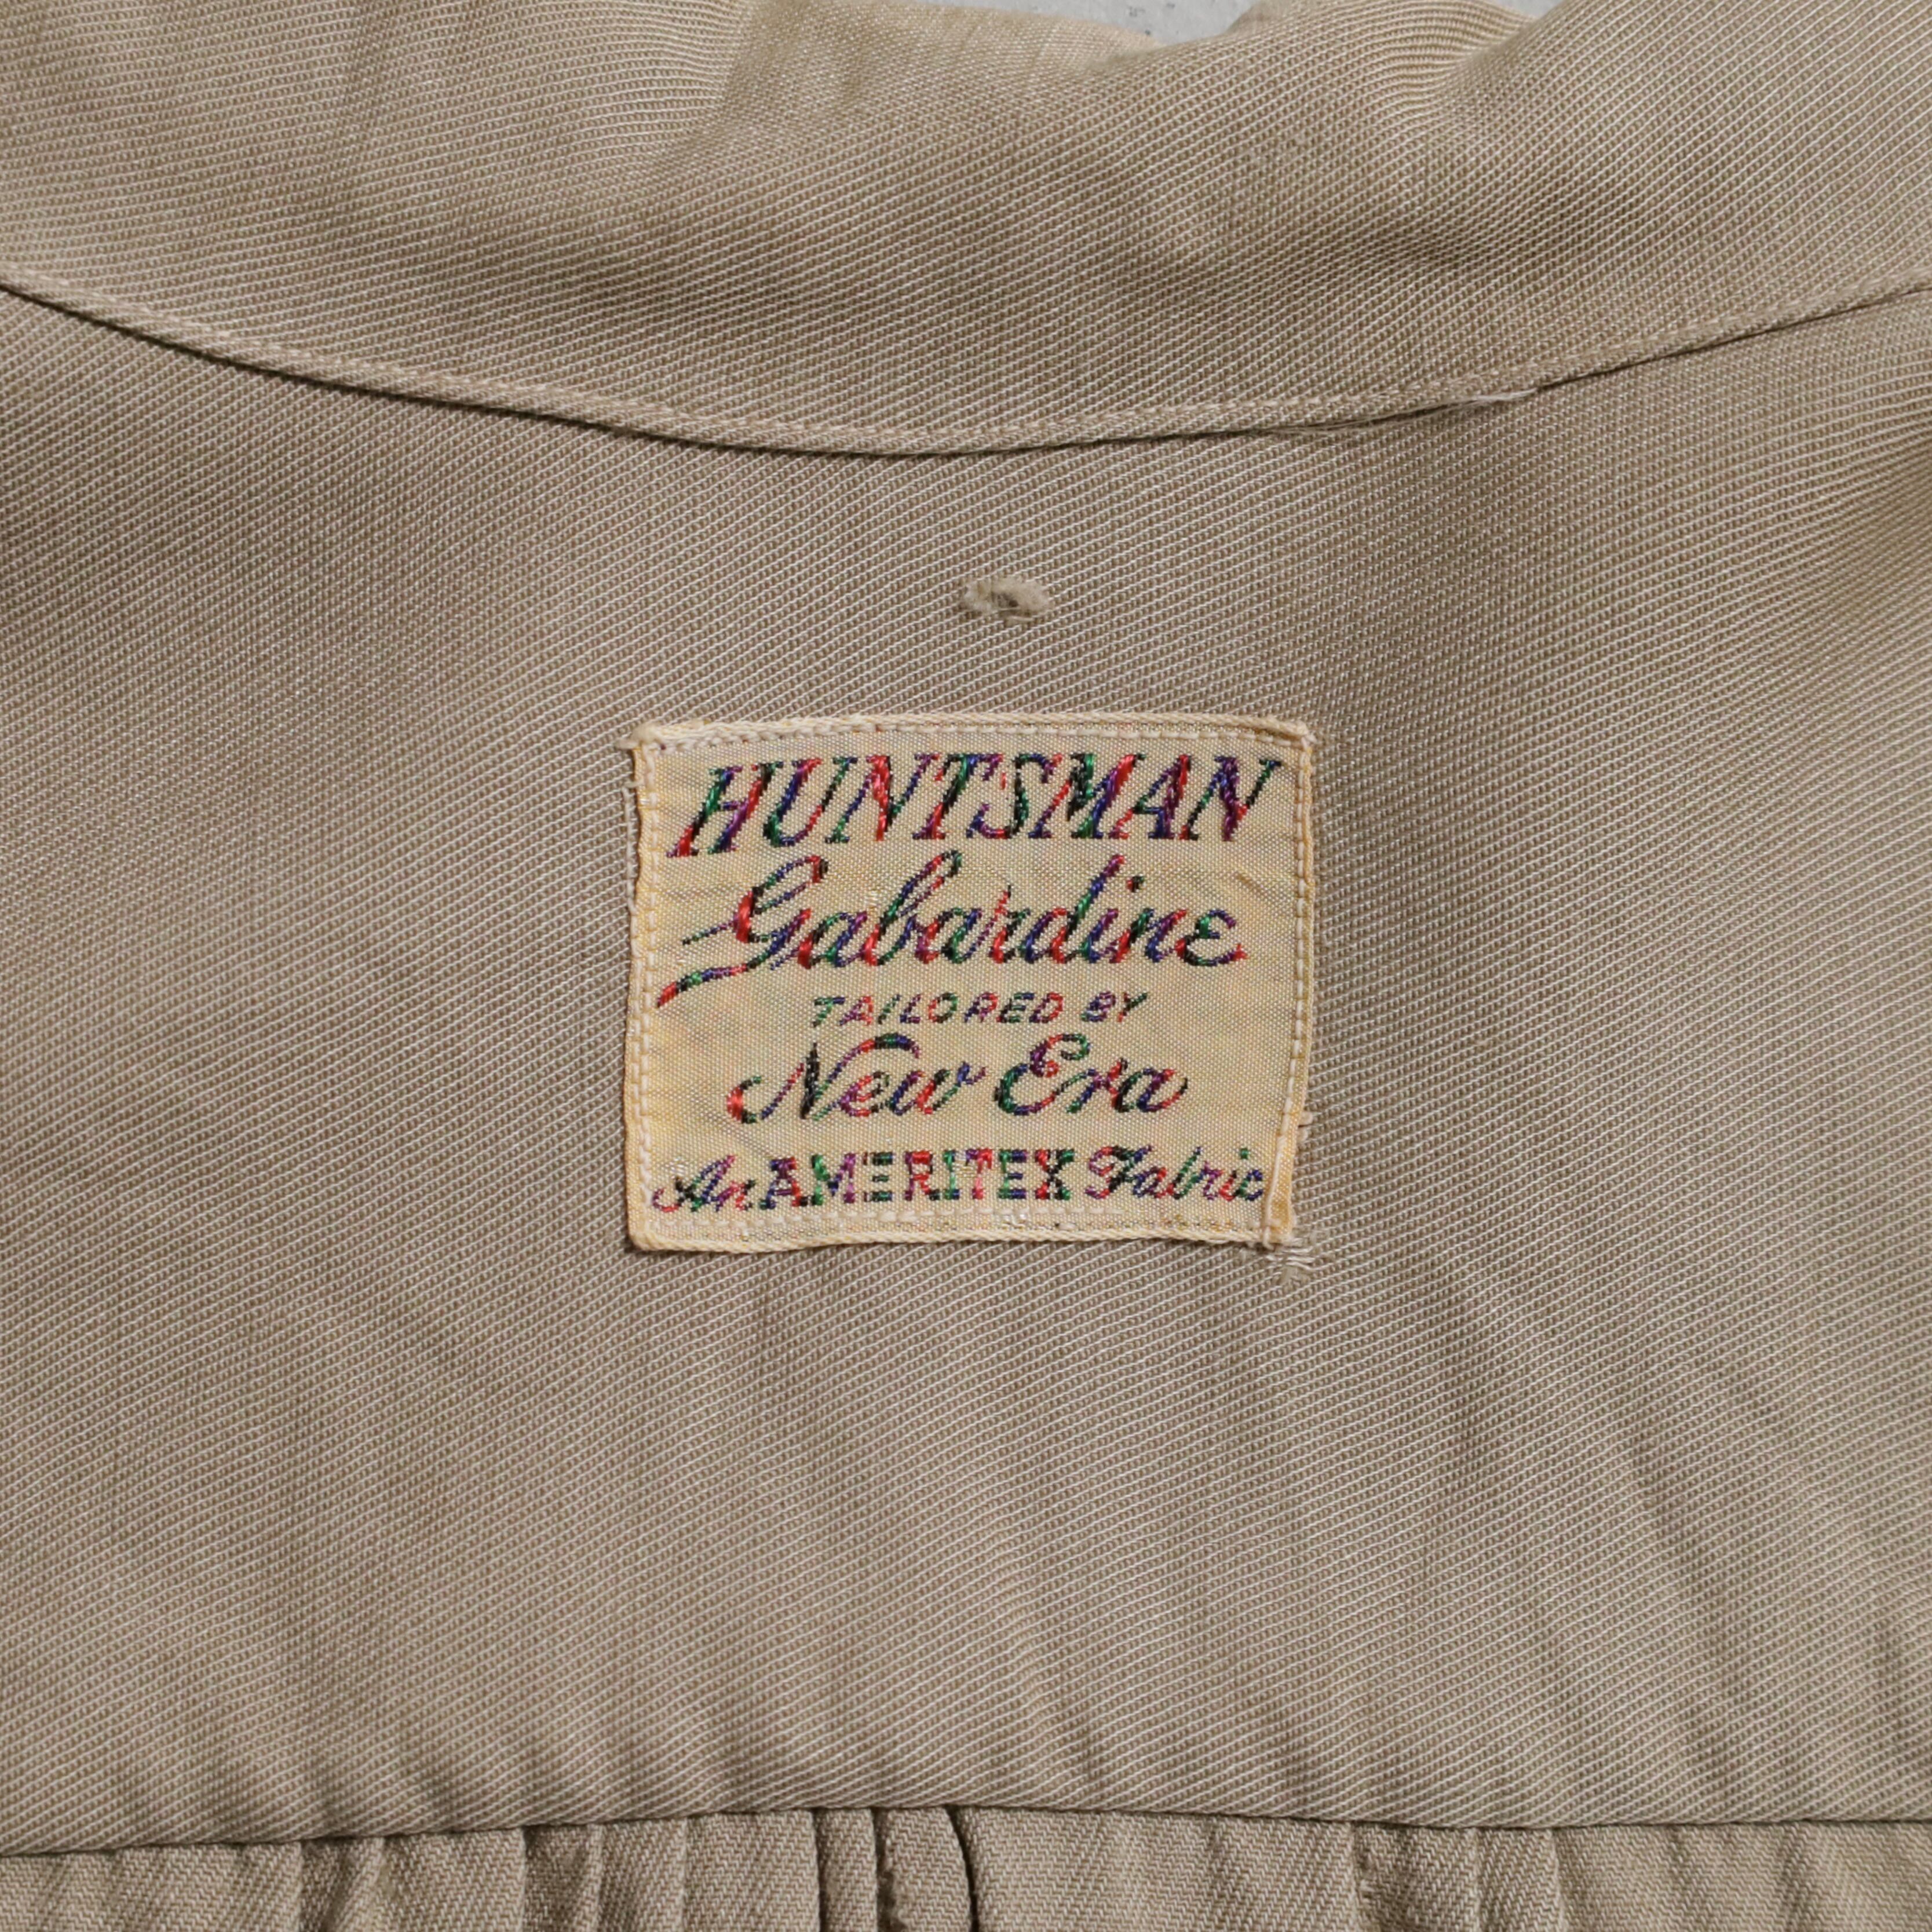 HUNTSMAN
Gabardine
TAILORED BY
New Era
An AMERITEX Fabric